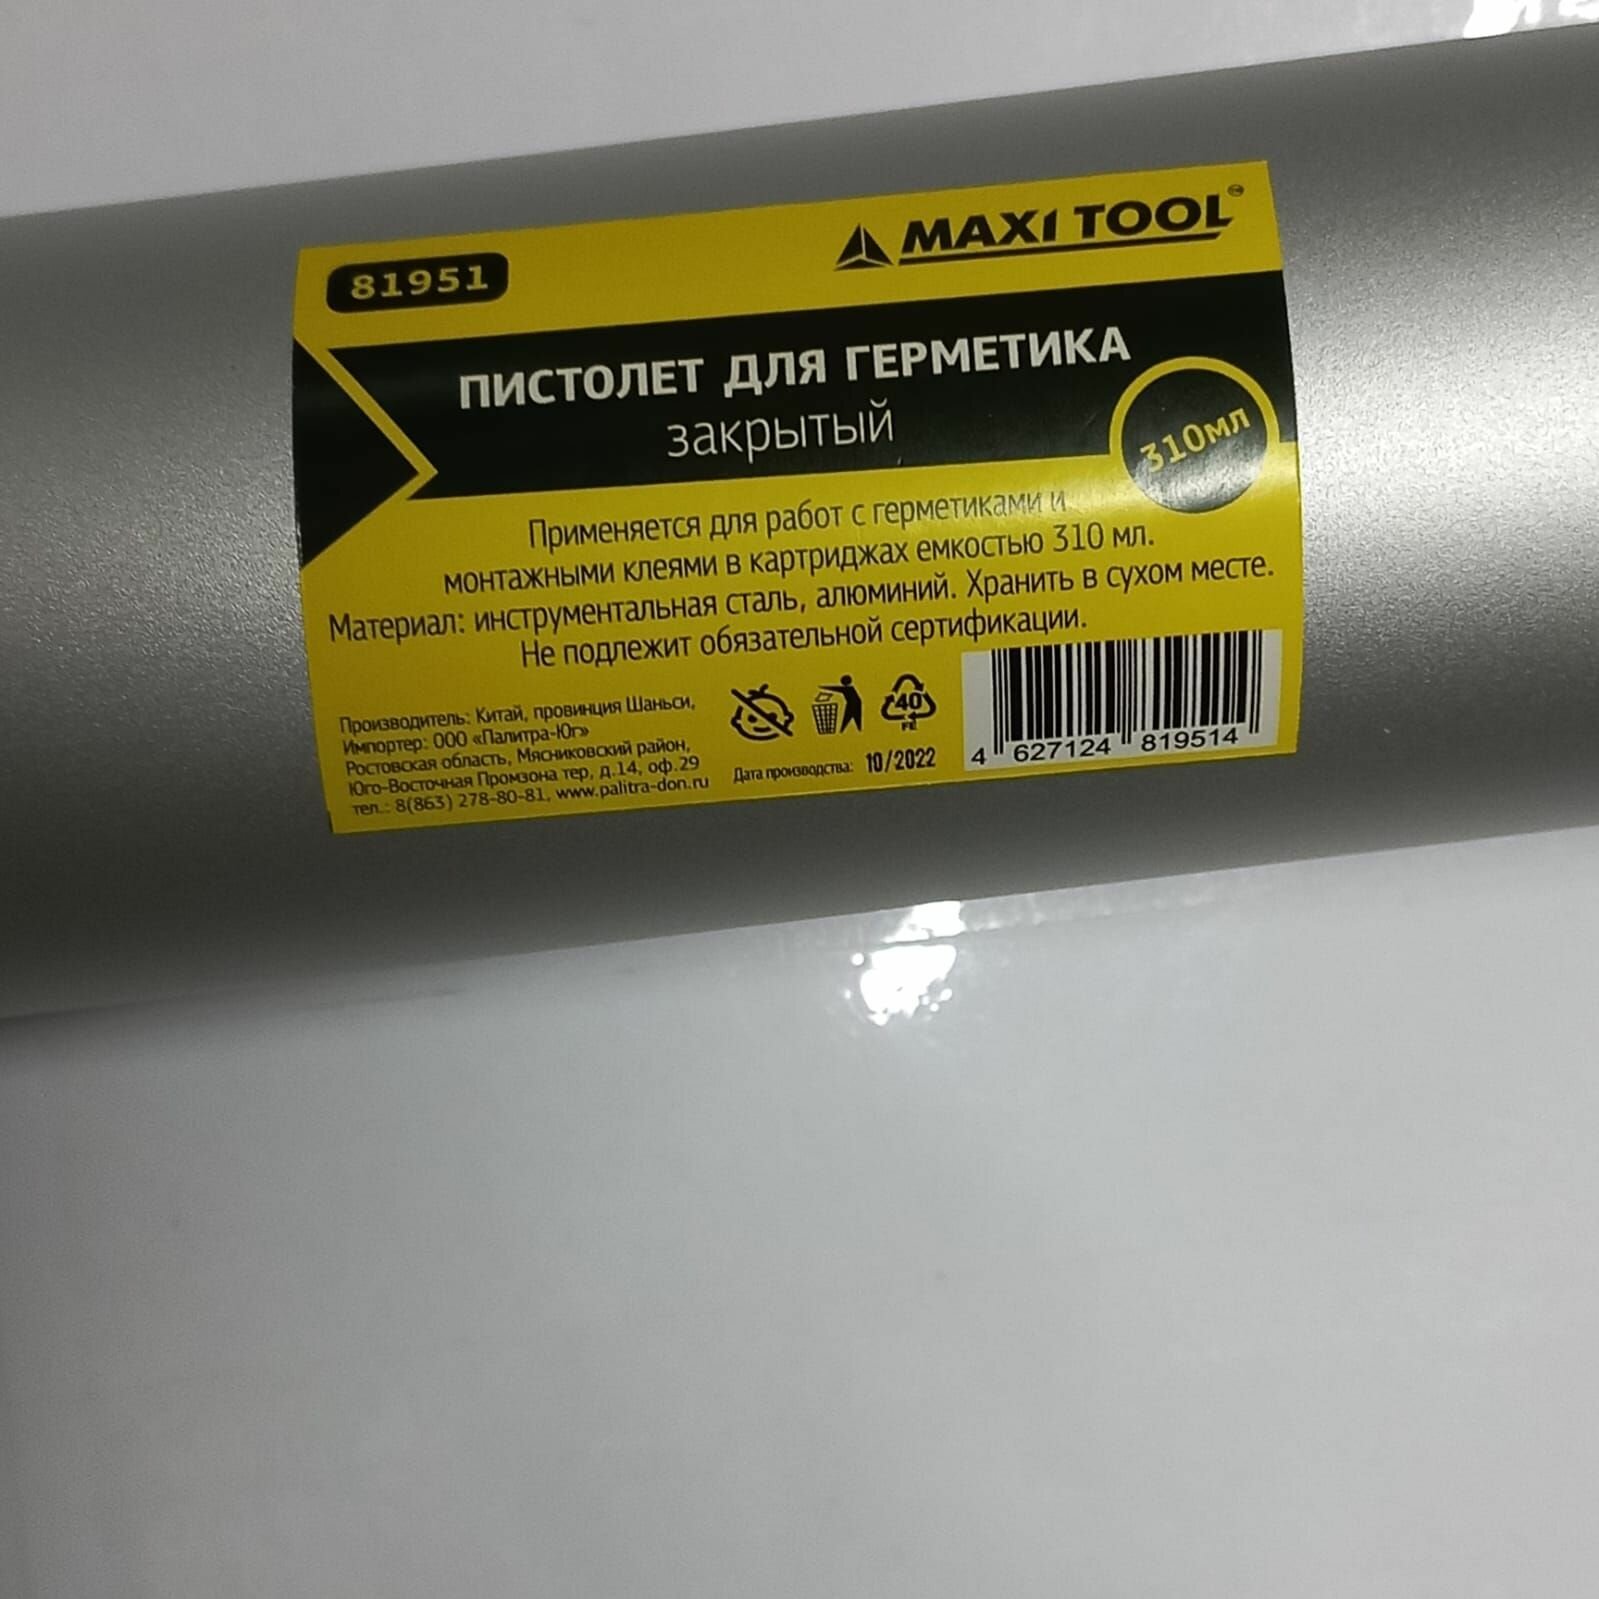 81951
MAXI TOOL™
ПИСТОЛЕТ ДЛЯ ГЕРМЕТИКА
закрытый
310мл
Применяется для работ с герметиками и
монтажными клеями в картриджах емкостью 310 мл.
Материал: инструментальная сталь, алюминий. Хранить в сухом месте.
Не подлежит обязательной сертификации.
Производитель: Китай, провинция Шаньси,
Импортер: ООО «Палитра-Юг»
Ростовская область, Мясниковский район,
Юго-Восточная Промзона тер, д.14, оф.29
тел.: 8(863) 278-80-81, www.palitra-don.ru
40
FE
Дата производства: 10/2022
4 627124 819514